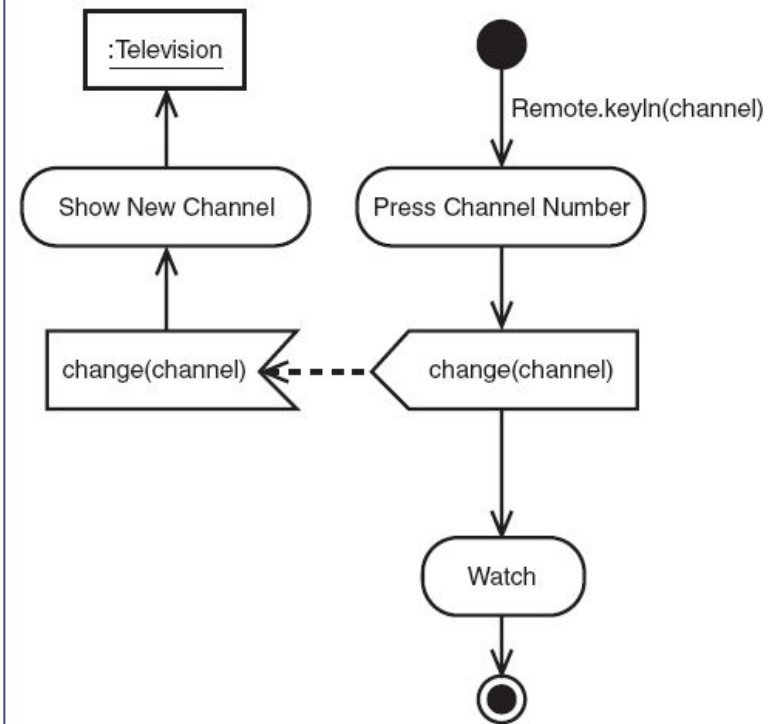 :Television
Remote.keyIn(channel)
Show New Channel
Press Channel Number
change(channel)
change(channel)
Watch